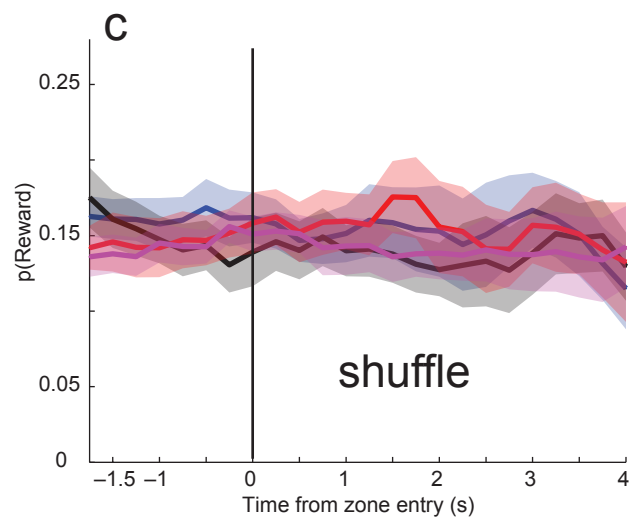 c
0.25
0.15
0.05
0
p(Reward)
shuffle
–1.5 –1 0 1 2 3 4
Time from zone entry (s)